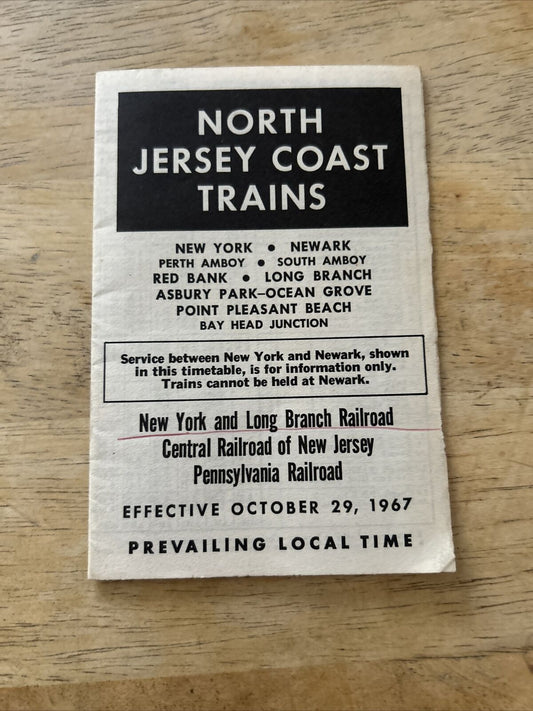 NORTH
JERSEY COAST
TRAINS
NEW YORK ● NEWARK
PERTH AMBOY ● SOUTH AMBOY
RED BANK ● LONG BRANCH
ASBURY PARK–OCEAN GROVE
POINT PLEASANT BEACH
BAY HEAD JUNCTION
Service between New York and Newark, shown
in this timetable, is for information only.
Trains cannot be held at Newark.
New York and Long Branch Railroad
Central Railroad of New Jersey
Pennsylvania Railroad
EFFECTIVE OCTOBER 29, 1967
PREVAILING LOCAL TIME